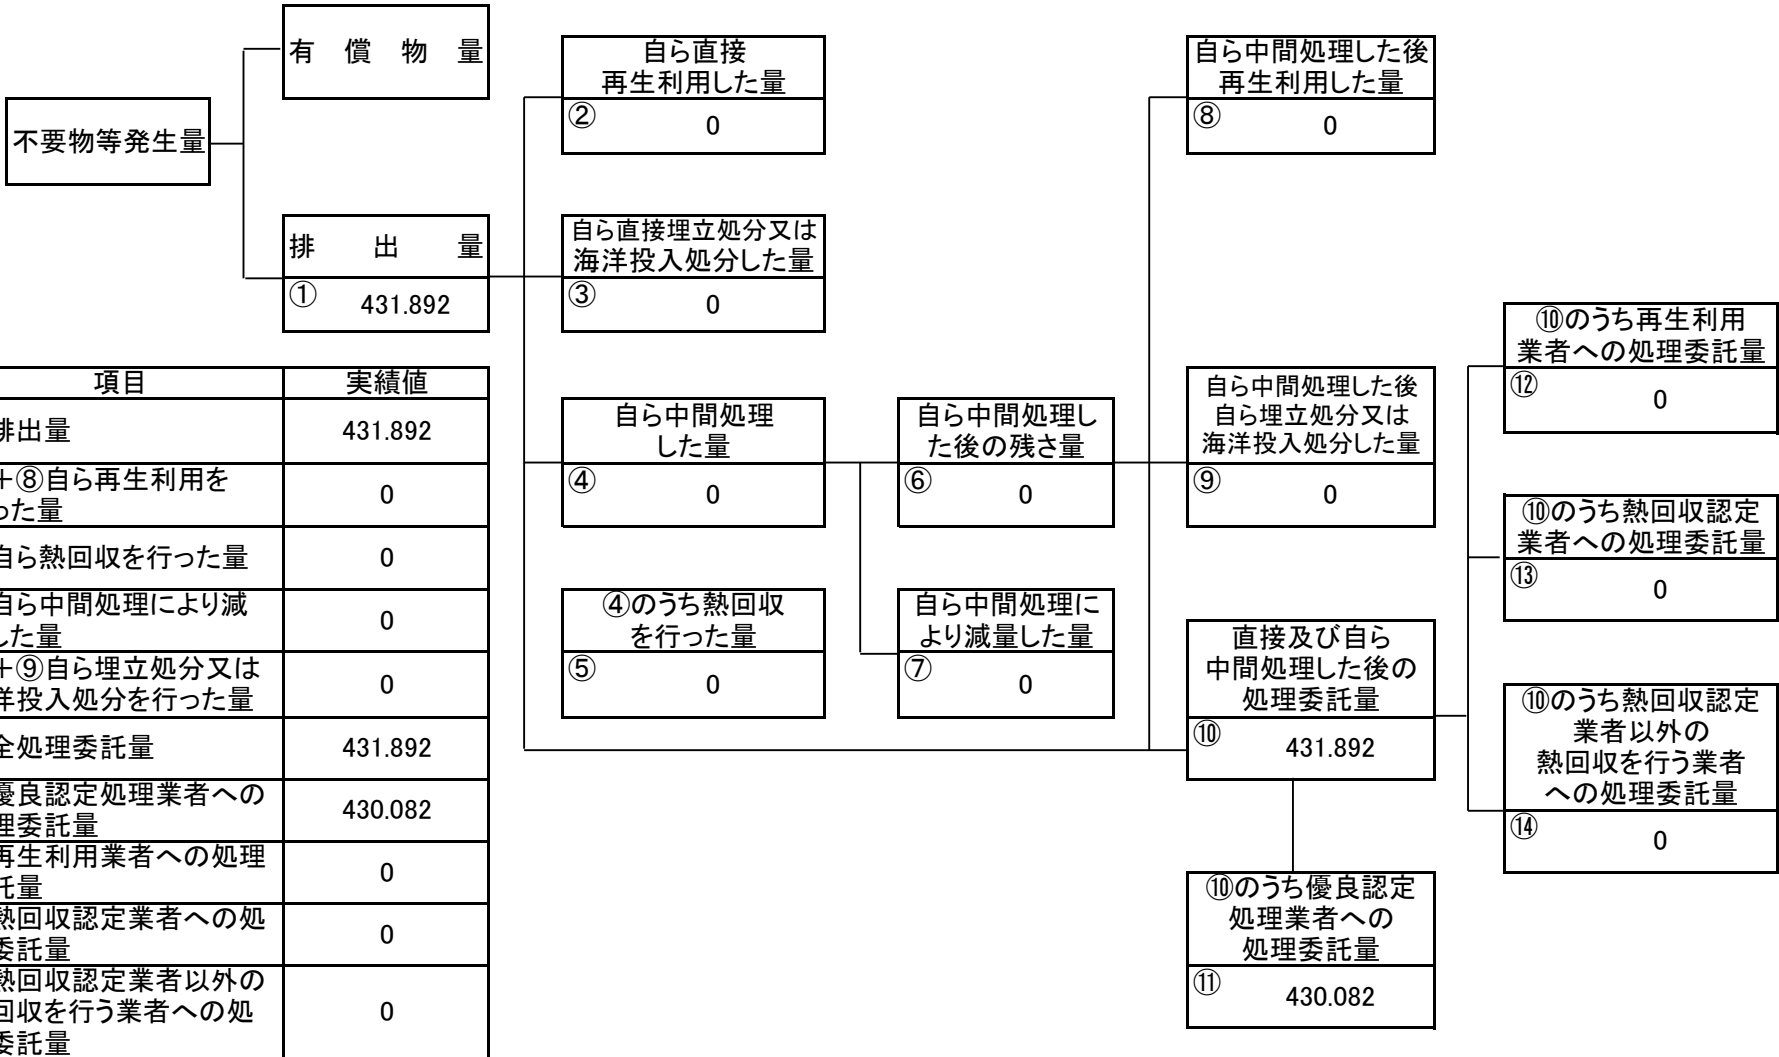 有償物量
不要物等発生量
排出量
① 431.892
自ら直接
再生利用した量
② 0
自ら直接埋立処分又は
海洋投入処分した量
③ 0
自ら中間処理
した量
④ 0
④のうち熱回収
を行った量
⑤ 0
自ら中間処理し
た後の残さ量
⑥ 0
自ら中間処理に
より減量した量
⑦ 0
自ら中間処理した後
再生利用した量
⑧ 0
自ら中間処理した後
自ら埋立処分又は
海洋投入処分した量
⑨ 0
直接及び自ら
中間処理した後の
処理委託量
⑩ 431.892
⑩のうち優良認定
処理業者への
処理委託量
⑪ 430.082
⑩のうち再生利用
業者への処理委託量
⑫ 0
⑩のうち熱回収認定
業者への処理委託量
⑬ 0
⑩のうち熱回収認定
業者以外の
熱回収を行う業者
への処理委託量
⑭ 0
項目 実績値
排出量 431.892
+⑧自ら再生利用を
った量 0
自ら熱回収を行った量 0
自ら中間処理により減
した量 0
+⑨自ら埋立処分又は
洋投入処分を行った量 0
全処理委託量 431.892
優良認定処理業者への
理委託量 430.082
再生利用業者への処理
託量 0
熱回収認定業者への処
委託量 0
熱回収認定業者以外の
回収を行う業者への処
委託量 0